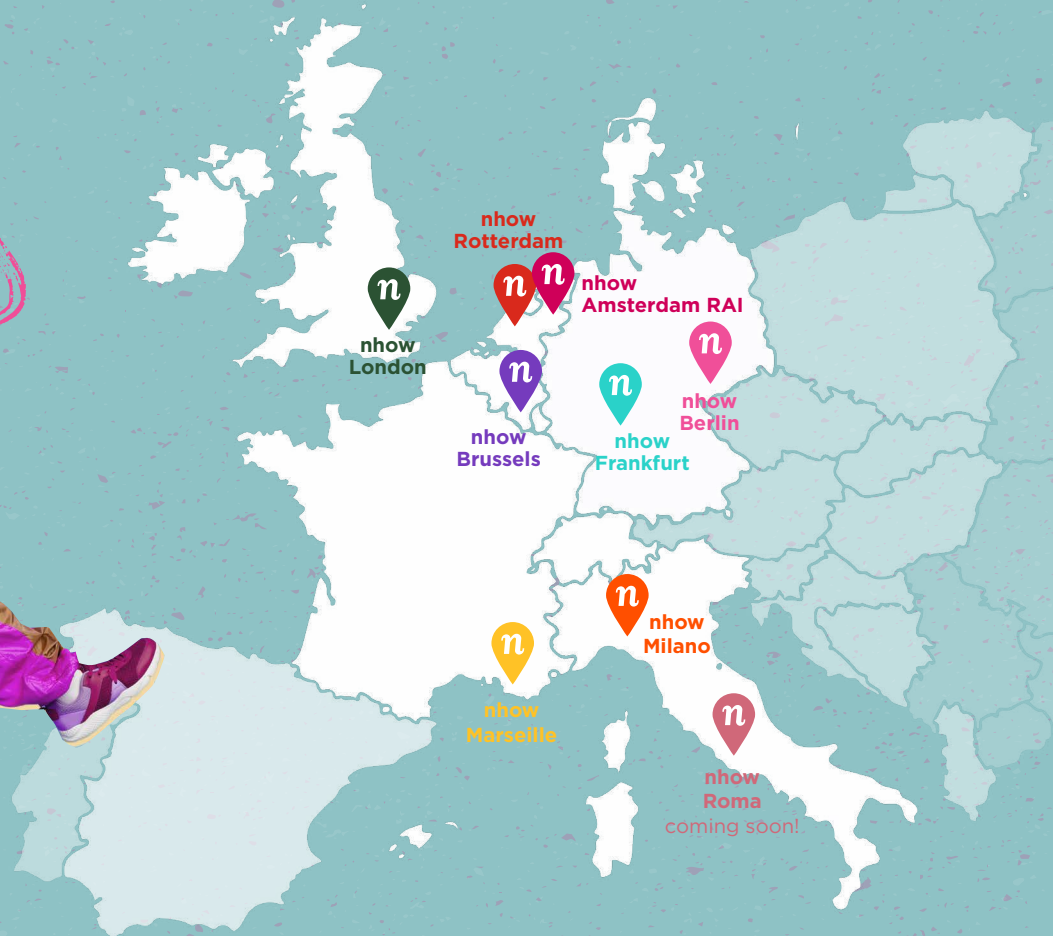 nhow
Rotterdam
n
n
nhow
Amsterdam RAI
n
nhow
London
n
nhow
Berlin
n
nhow
Brussels
n
nhow
Frankfurt
n
nhow
Milano
n
nhow
Marseille
n
nhow
Roma
coming soon!